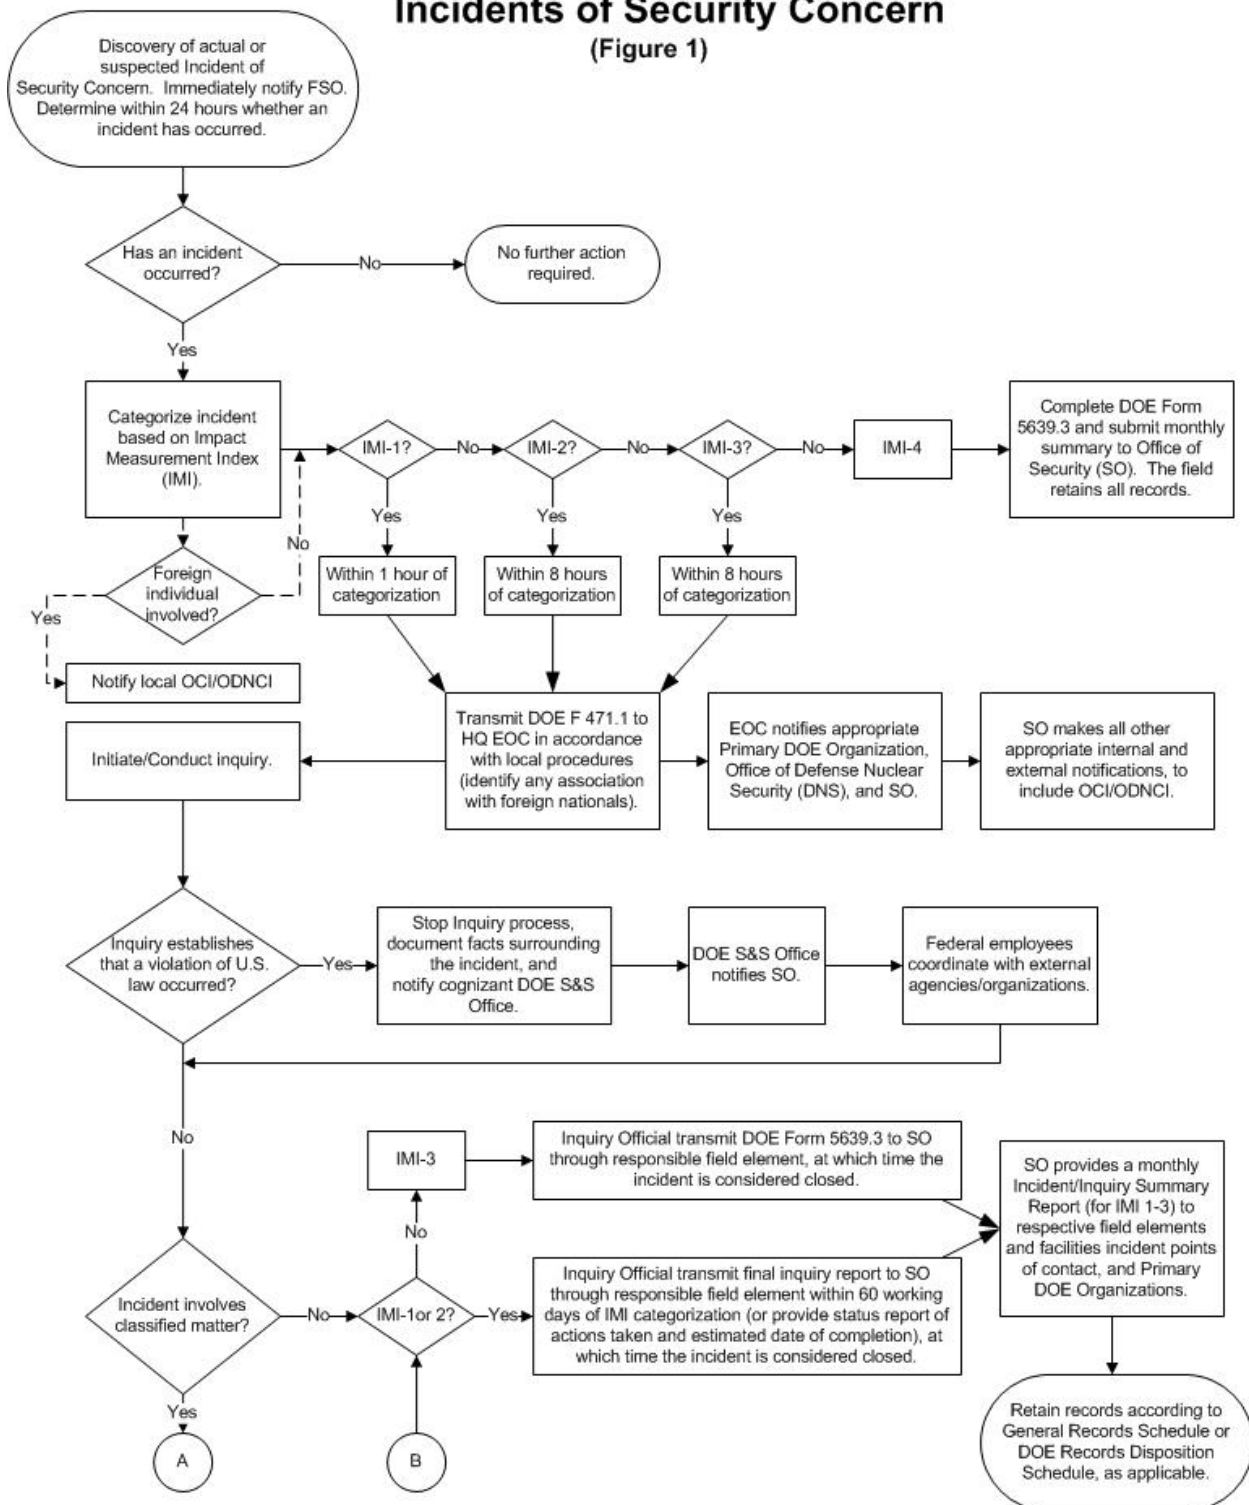 Incidents of Security Concern
(Figure 1)
Discovery of actual or
suspected Incident of
Security Concern. Immediately notify FSO.
Determine within 24 hours whether an
incident has occurred.
Has an incident
occurred?
No
No further action
required.
Yes
Categorize incident
based on Impact
Measurement Index
(IMI).
IMI-1?
No
IMI-2?
No
IMI-3?
No
IMI-4
Complete DOE Form
5639.3 and submit monthly
summary to Office of
Security (SO). The field
retains all records.
Yes
Yes
Yes
No
Foreign
individual
involved?
Yes
Within 1 hour of
categorization
Within 8 hours
of categorization
Within 8 hours
of categorization
Notify local OCI/ODNCI
Initiate/Conduct inquiry.
Transmit DOE F 471.1 to
HQ EOC in accordance
with local procedures
(identify any association
with foreign nationals).
EOC notifies appropriate
Primary DOE Organization,
Office of Defense Nuclear
Security (DNS), and SO.
SO makes all other
appropriate internal and
external notifications, to
include OCI/ODNCI.
Inquiry establishes
that a violation of U.S.
law occurred?
Yes
Stop Inquiry process,
document facts surrounding
the incident, and
notify cognizant DOE S&S
Office.
DOE S&S Office
notifies SO.
Federal employees
coordinate with external
agencies/organizations.
No
IMI-3
Inquiry Official transmit DOE Form 5639.3 to SO
through responsible field element, at which time the
incident is considered closed.
SO provides a monthly
Incident/Inquiry Summary
Report (for IMI 1-3) to
respective field elements
and facilities incident points
of contact, and Primary
DOE Organizations.
No
Incident involves
classified matter?
No
IMI-1or 2?
Yes
Inquiry Official transmit final inquiry report to SO
through responsible field element within 60 working
days of IMI categorization (or provide status report of
actions taken and estimated date of completion), at
which time the incident is considered closed.
Yes
A
B
Retain records according to
General Records Schedule or
DOE Records Disposition
Schedule, as applicable.